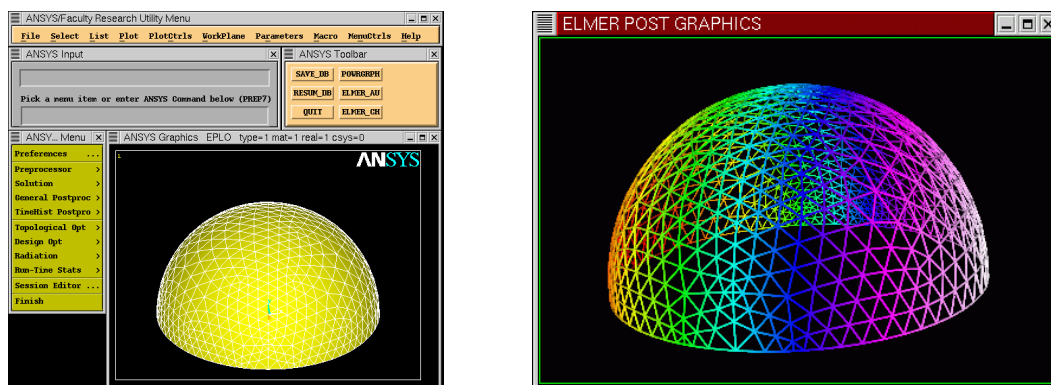 ANSYS/Faculty Research Utility Menu
File Select List Plot PlotCtrls WorkPlane Parameters Macro MenuCtrls Help
ANSYS Input
Pick a menu item or enter ANSYS Command below (PREP7)
ANSYS Toolbar
SAVE_DB POWRGRPH
RESUM_DB ELMER_AU
QUIT ELMER_CH
ANSY... Menu
Preferences ...
Preprocessor >
Solution >
General Postproc >
TimeHist Postpro >
Topological Opt >
Design Opt >
Radiation >
Run-Time Stats >
Session Editor ...
Finish
ANSYS Graphics EPLO type=1 mat=1 real=1 csys=0
1
ANSYS
ELMER POST GRAPHICS